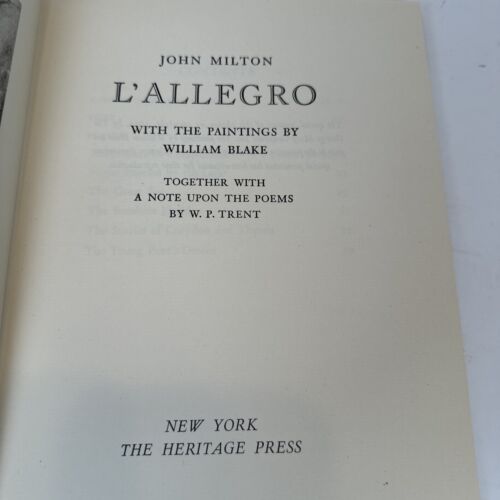 JOHN MILTON
L'ALLEGRO
WITH THE PAINTINGS BY
WILLIAM BLAKE
TOGETHER WITH
A NOTE UPON THE POEMS
BY W. P. TRENT
NEW YORK
THE HERITAGE PRESS